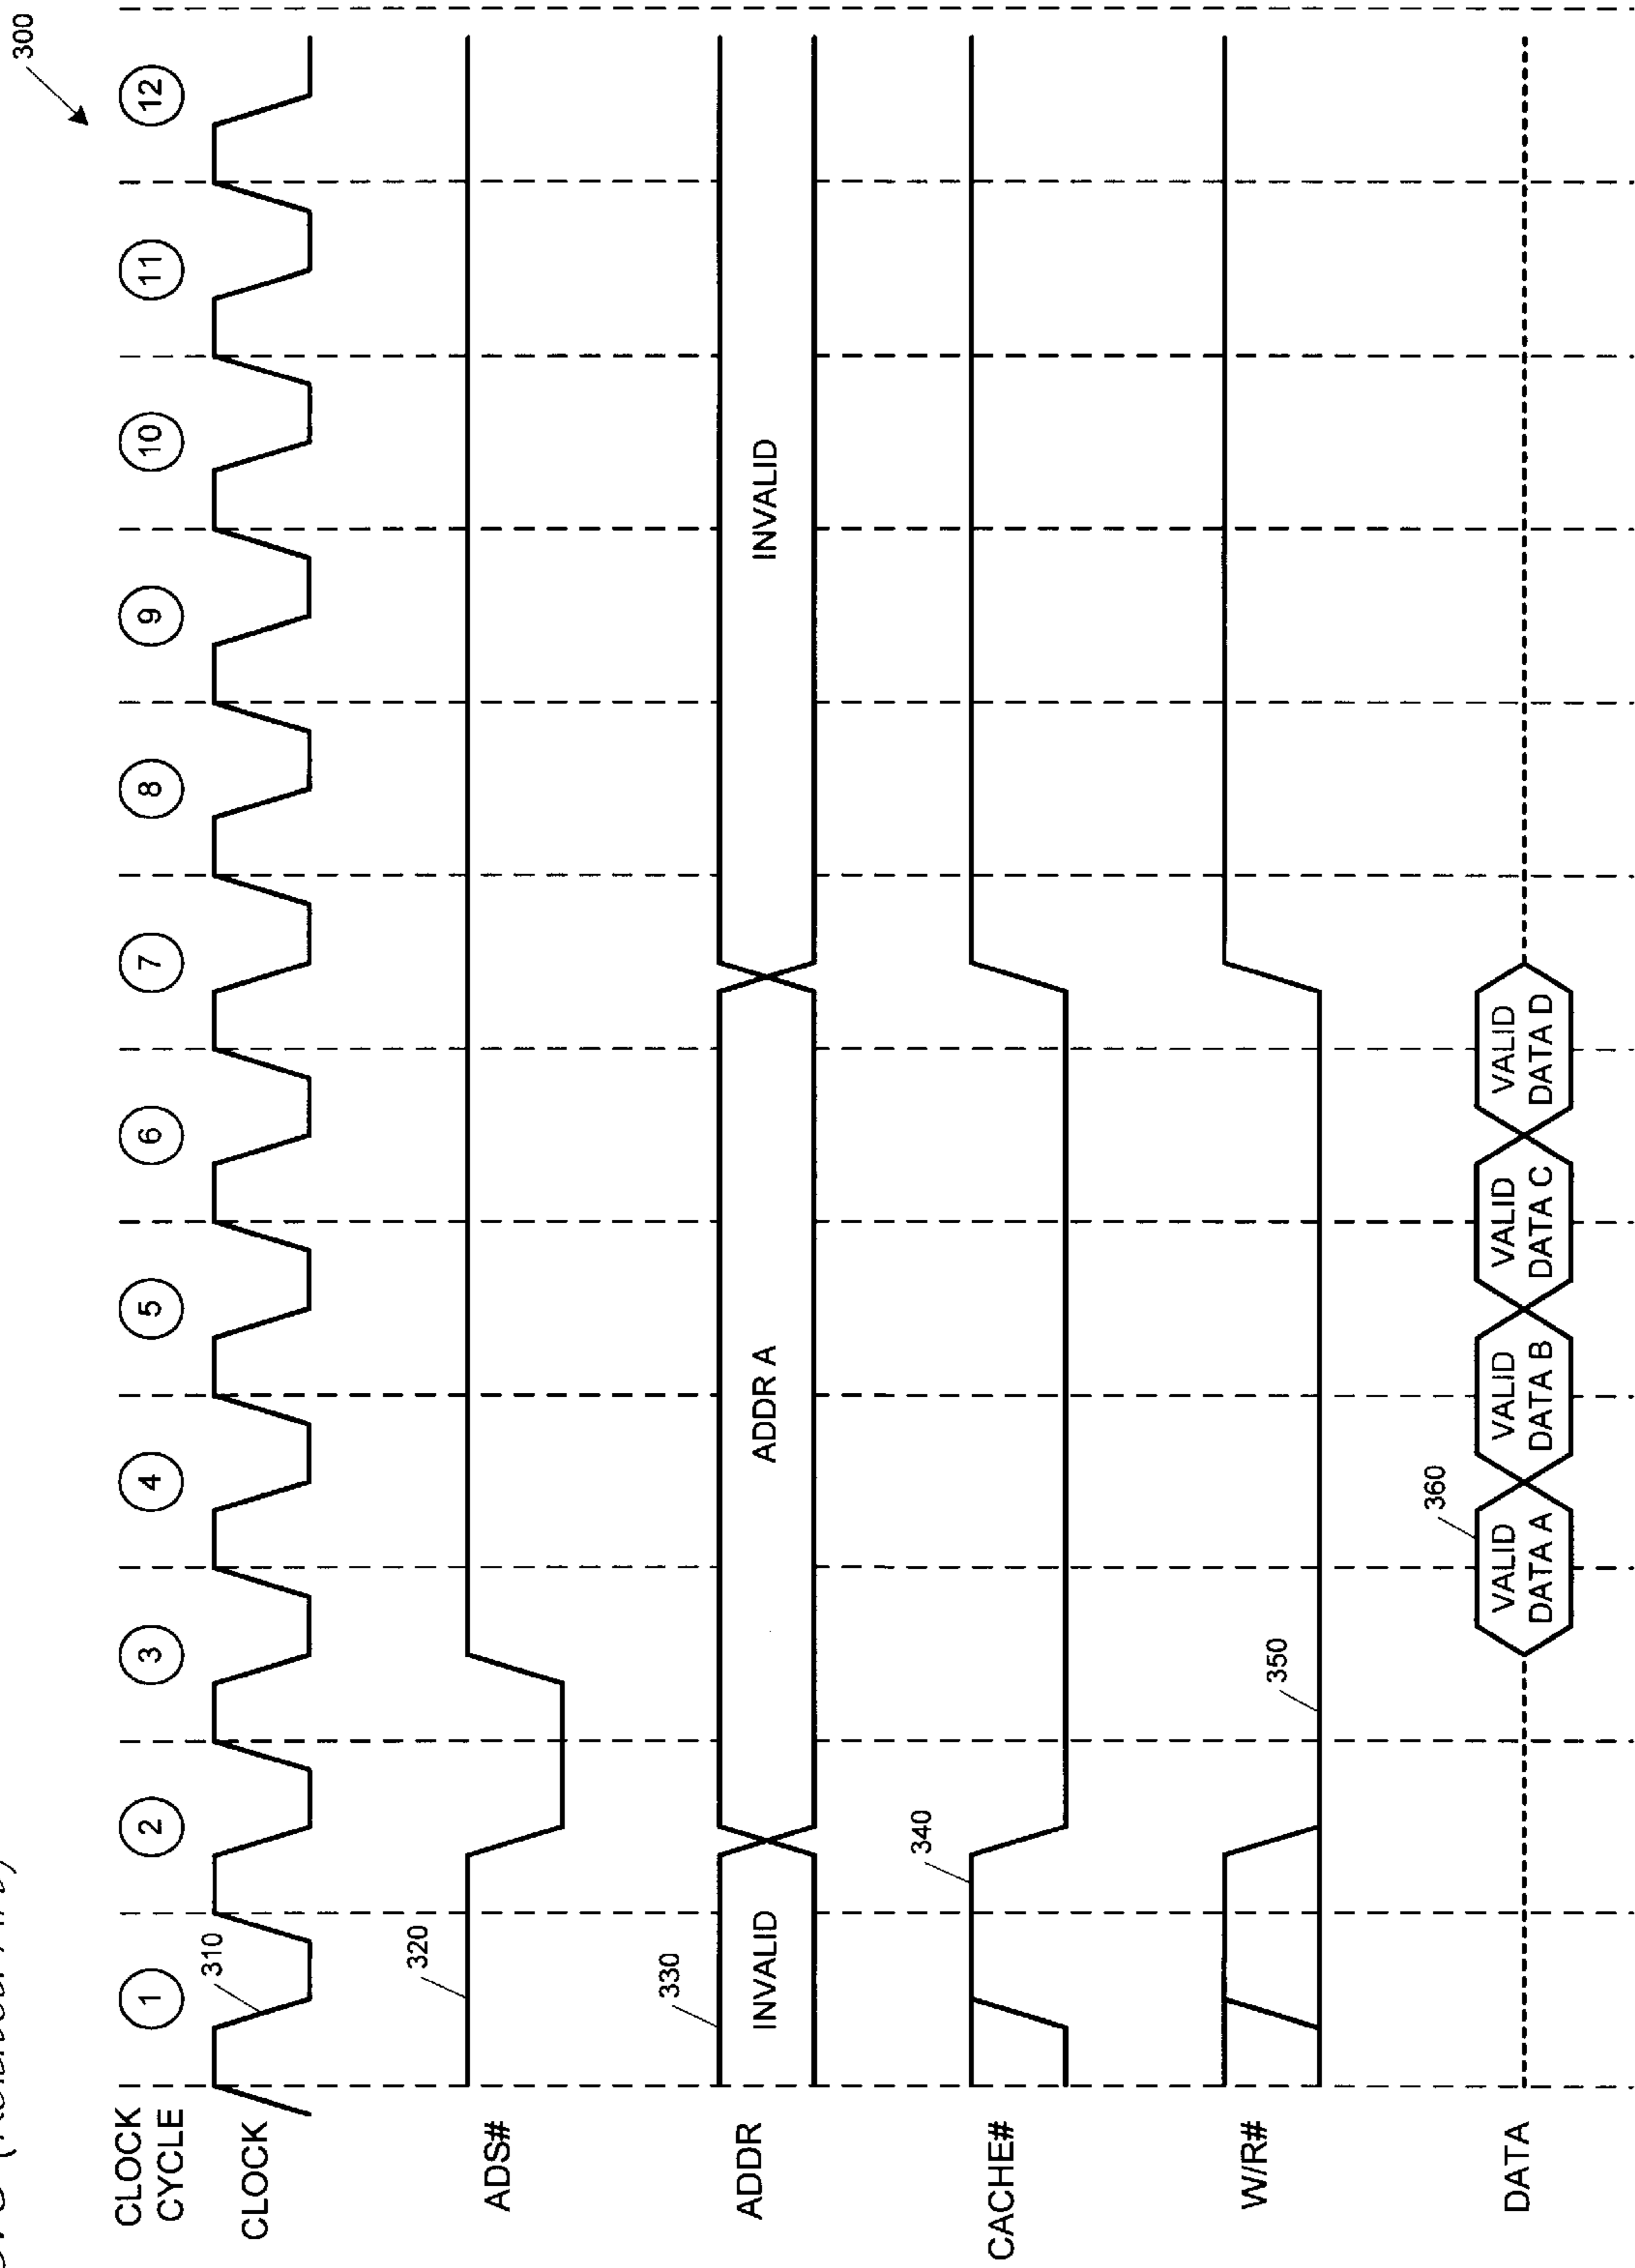 300
CLOCK
CYCLE
1 2 3 4 5 6 7 8 9 10 11 12
310
CLOCK
320
ADS#
330
ADDR
INVALID
ADDR A
INVALID
340
CACHE#
350
W/R#
360
DATA
VALID
DATA A
VALID
DATA B
VALID
DATA C
VALID
DATA D